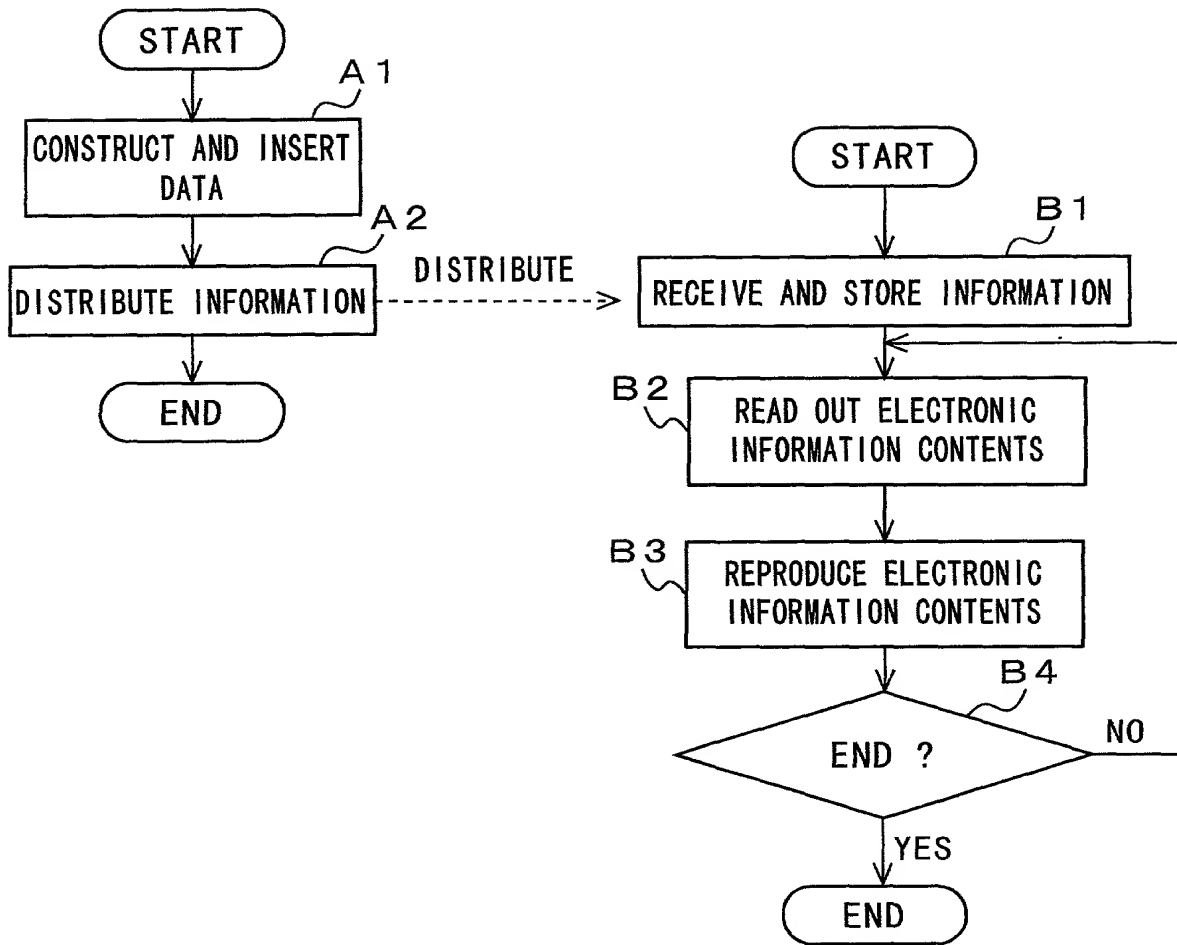 START
A1
CONSTRUCT AND INSERT
DATA
A2
DISTRIBUTE INFORMATION
DISTRIBUTE
END
START
B1
RECEIVE AND STORE INFORMATION
B2
READ OUT ELECTRONIC
INFORMATION CONTENTS
B3
REPRODUCE ELECTRONIC
INFORMATION CONTENTS
B4
END ?
NO
YES
END